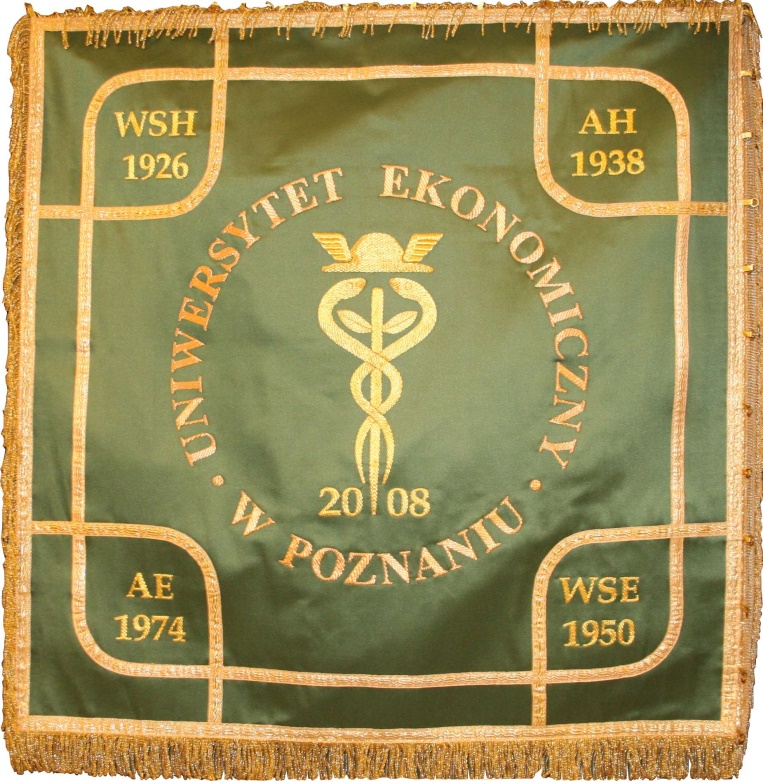 WSH
1926
AH
1938
UNIWERSYTET EKONOMICZNY
• W POZNANIU •
2008
AE
1974
WSE
1950